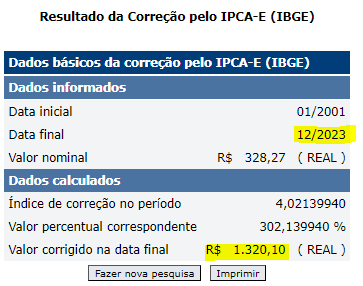 Resultado da Correção pelo IPCA-E (IBGE)
Dados básicos da correção pelo IPCA-E (IBGE)
Dados informados
Data inicial 01/2001
Data final 12/2023
Valor nominal R$ 328,27 ( REAL )
Dados calculados
Índice de correção no período 4,02139940
Valor percentual correspondente 302,139940 %
Valor corrigido na data final R$ 1.320,10 ( REAL )
Fazer nova pesquisa Imprimir